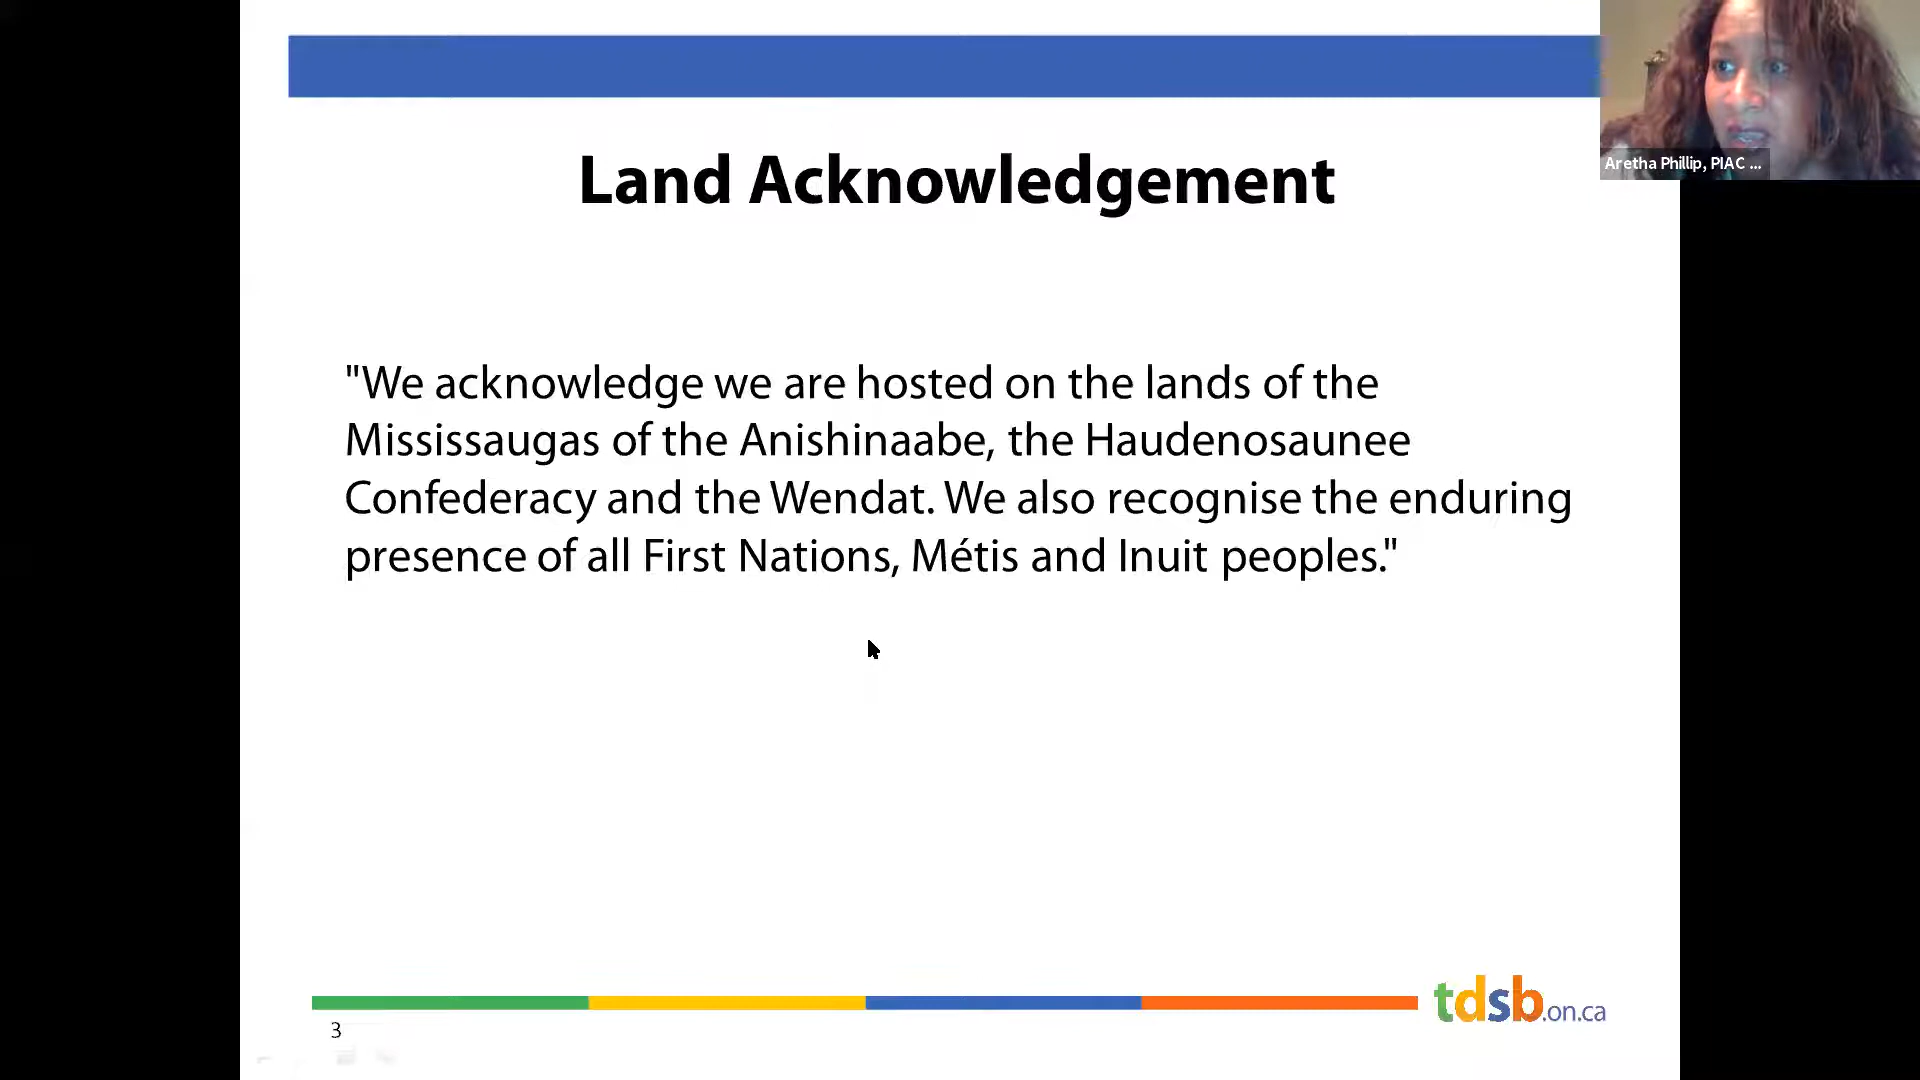 Land Acknowledgement
Aretha Phillip, PIAC ...
"We acknowledge we are hosted on the lands of the
Mississaugas of the Anishinaabe, the Haudenosaunee
Confederacy and the Wendat. We also recognise the enduring
presence of all First Nations, Métis and Inuit peoples."
tdsb.on.ca
3